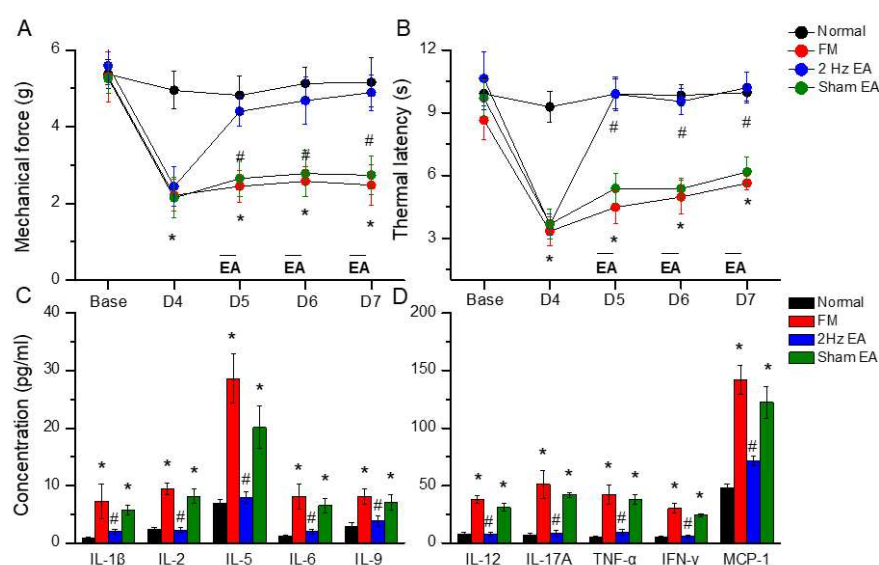 A
Mechanical force (g)
6
4
2
0
* * * *
# # #
EA EA EA
Base D4 D5 D6 D7
B
Thermal latency (s)
12
9
6
3
* * * *
# # #
EA EA EA
Base D4 D5 D6 D7
Normal
FM
2 Hz EA
Sham EA
C
Concentration (pg/ml)
40
30
20
10
0
* # * * # * * # * * # * * # *
IL-1ß IL-2 IL-5 IL-6 IL-9
D
200
150
100
50
0
* # * * # * * # * * # * * # *
IL-12 IL-17A TNF-α IFN-γ MCP-1
Normal
FM
2Hz EA
Sham EA